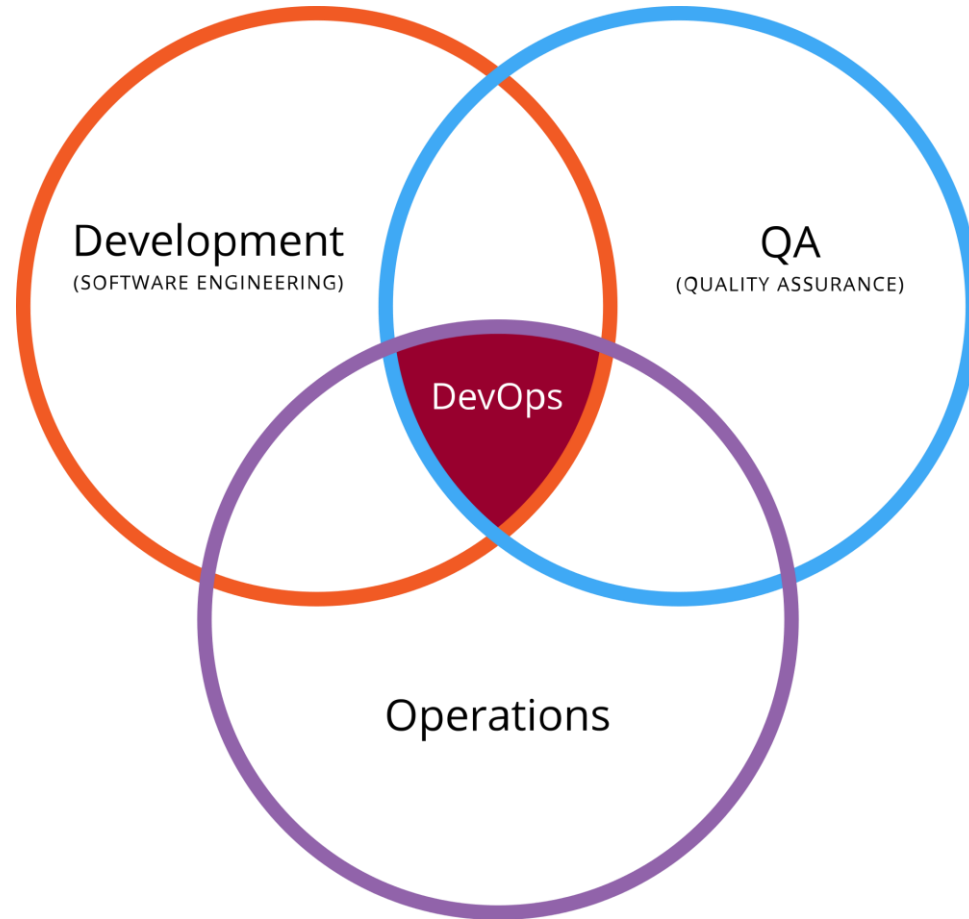 Development
(SOFTWARE ENGINEERING)
QA
(QUALITY ASSURANCE)
DevOps
Operations